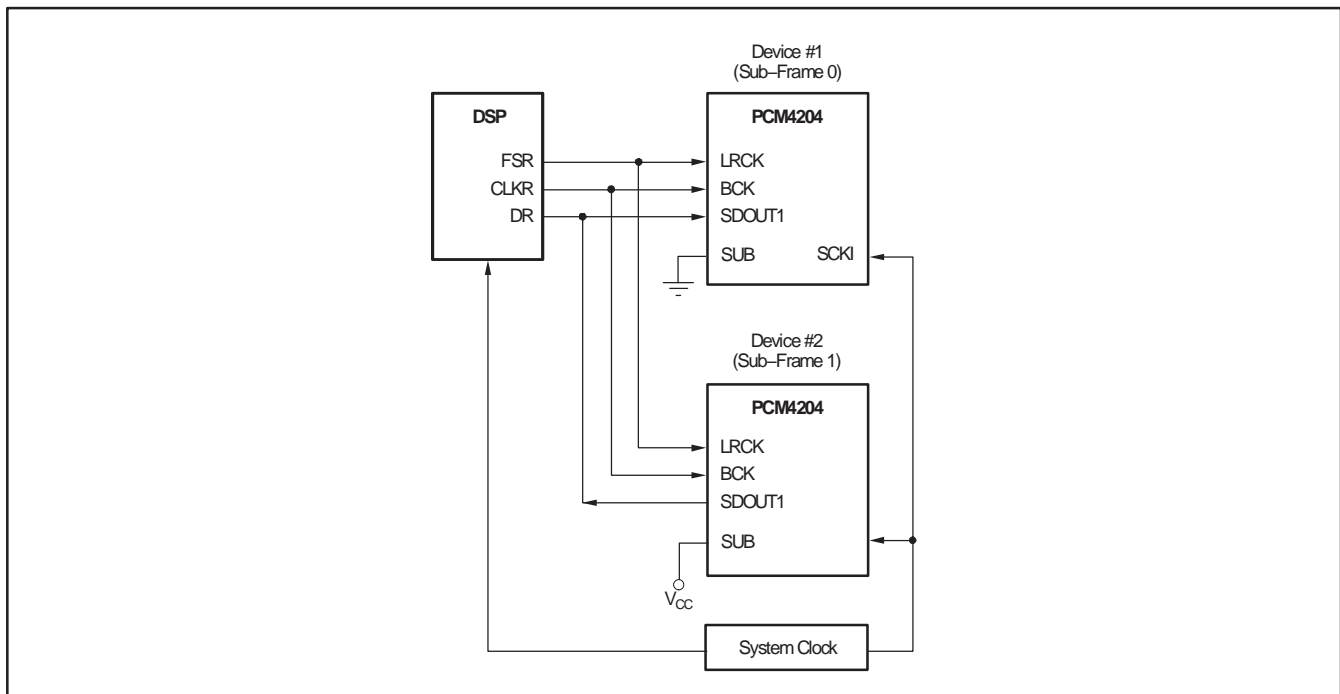 Device #1
(Sub–Frame 0)
DSP
FSR
CLKR
DR
PCM4204
LRCK
BCK
SDOUT1
SUB
SCKI
Device #2
(Sub–Frame 1)
PCM4204
LRCK
BCK
SDOUT1
SUB
VCC
System Clock